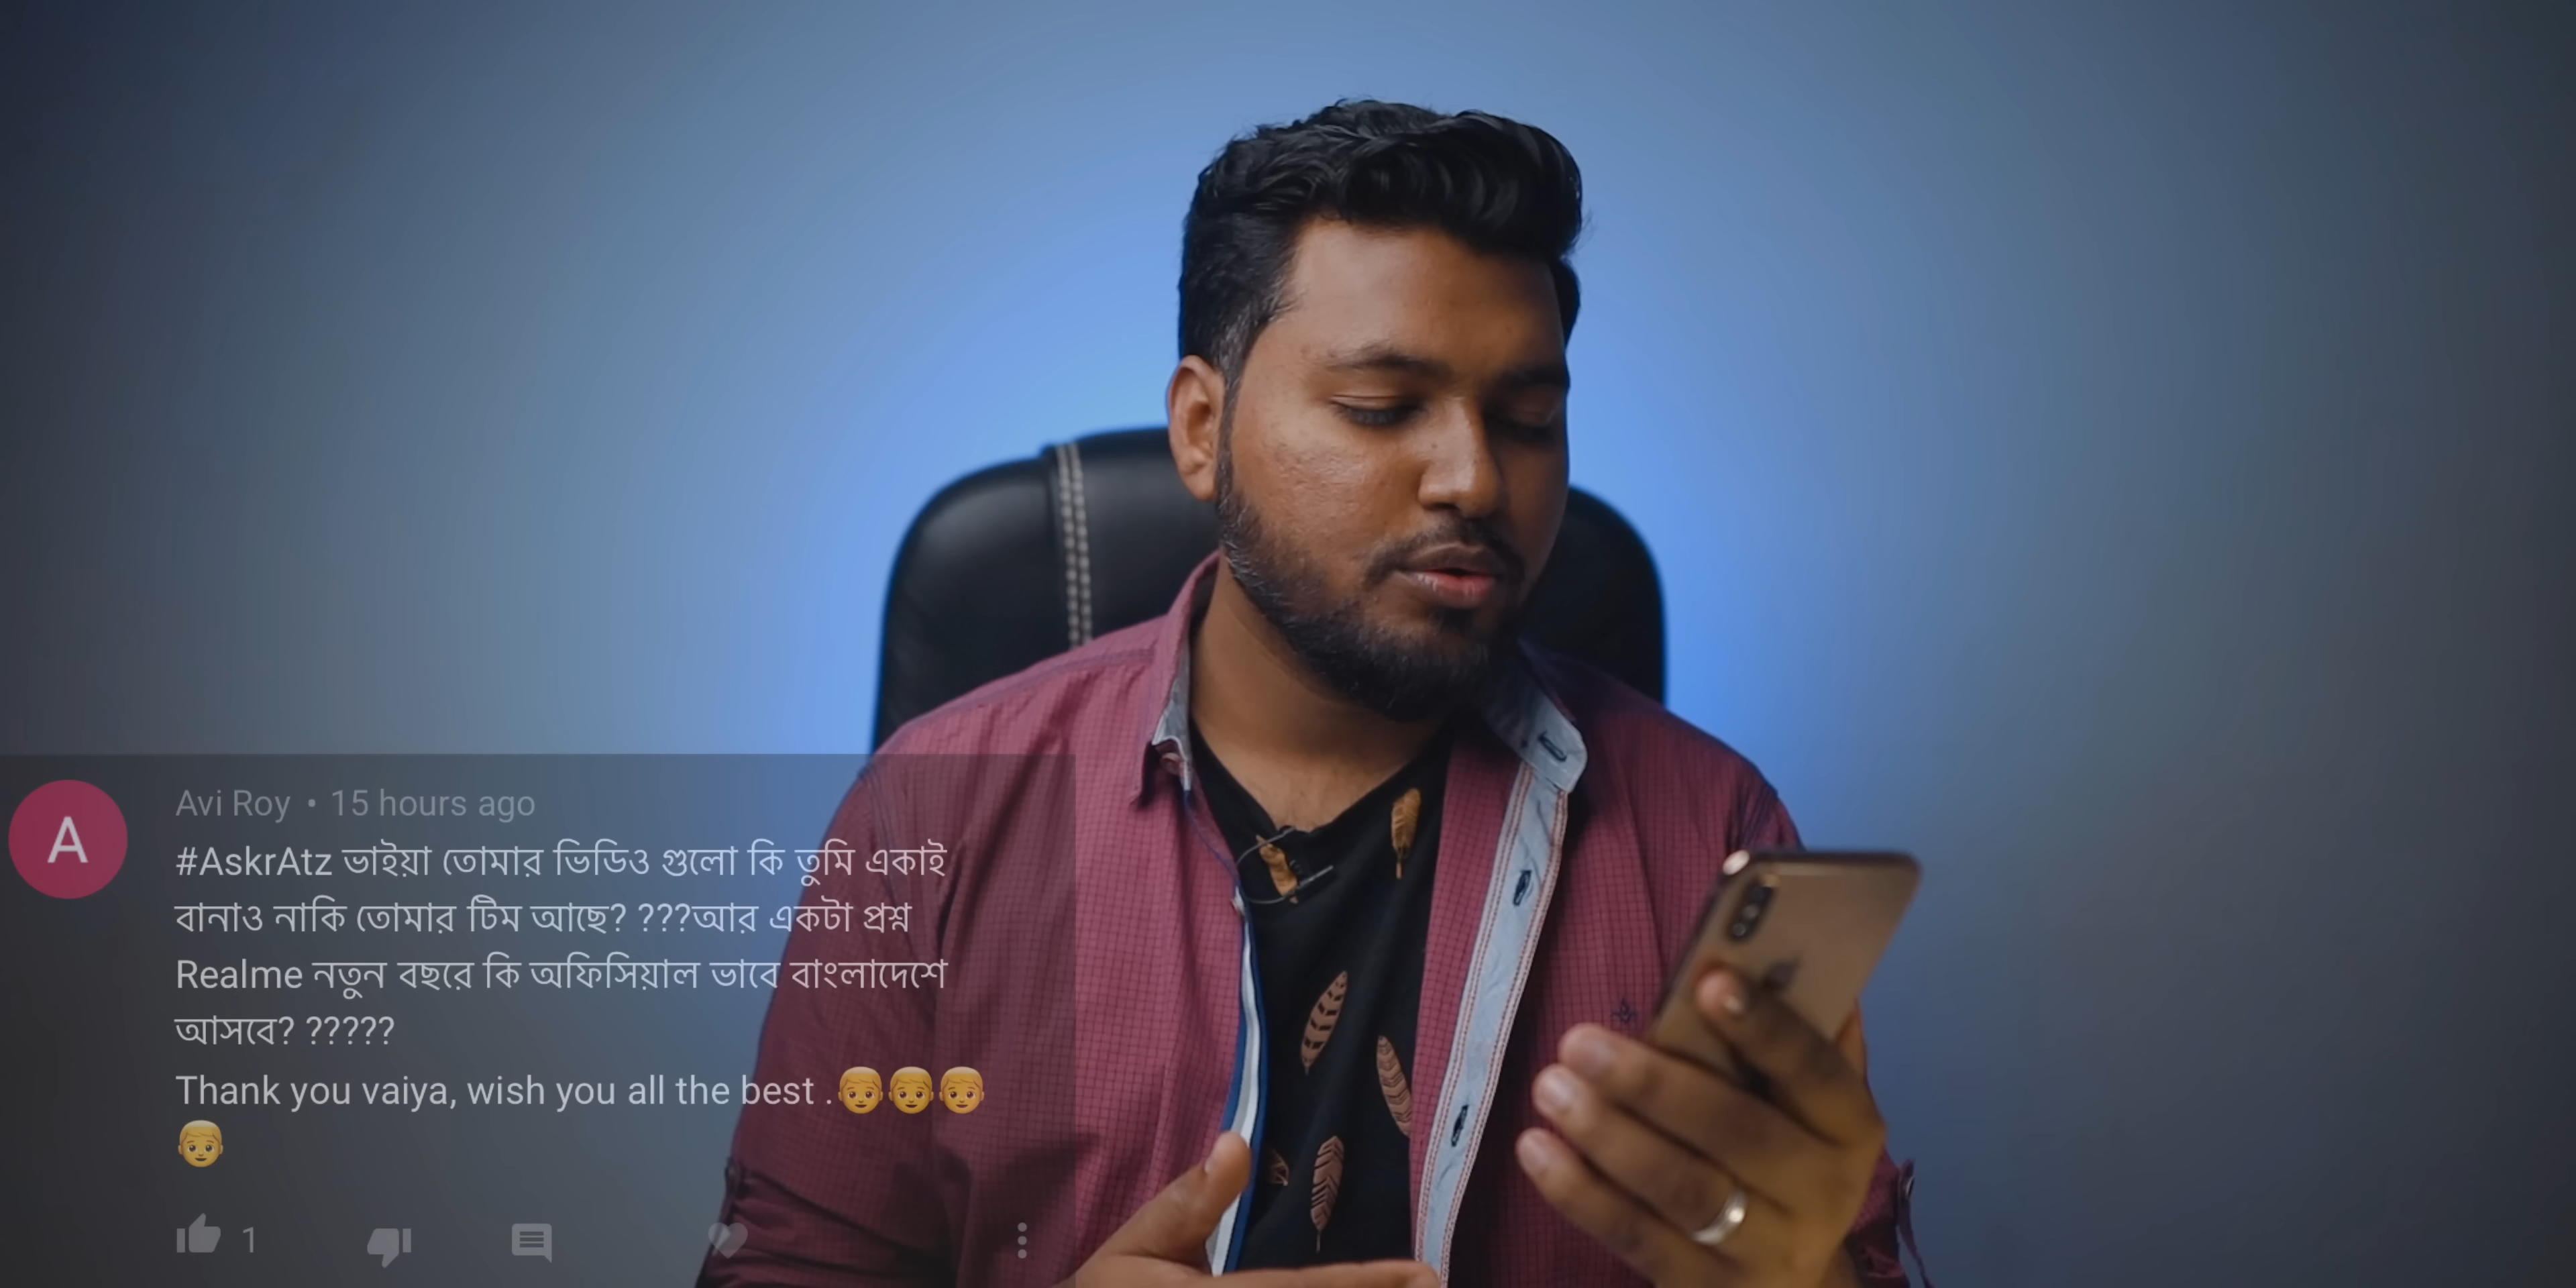 A
Avi Roy • 15 hours ago
#AskrAtz ভাইয়া তোমার ভিডিও গুলো কি তুমি একাই
বানাও নাকি তোমার টিম আছে? ???আর একটা প্রশ্ন
Realme নতুন বছরে কি অফিসিয়াল ভাবে বাংলাদেশে
আসবে? ?????
Thank you vaiya, wish you all the best .👦👦👦
👦
1